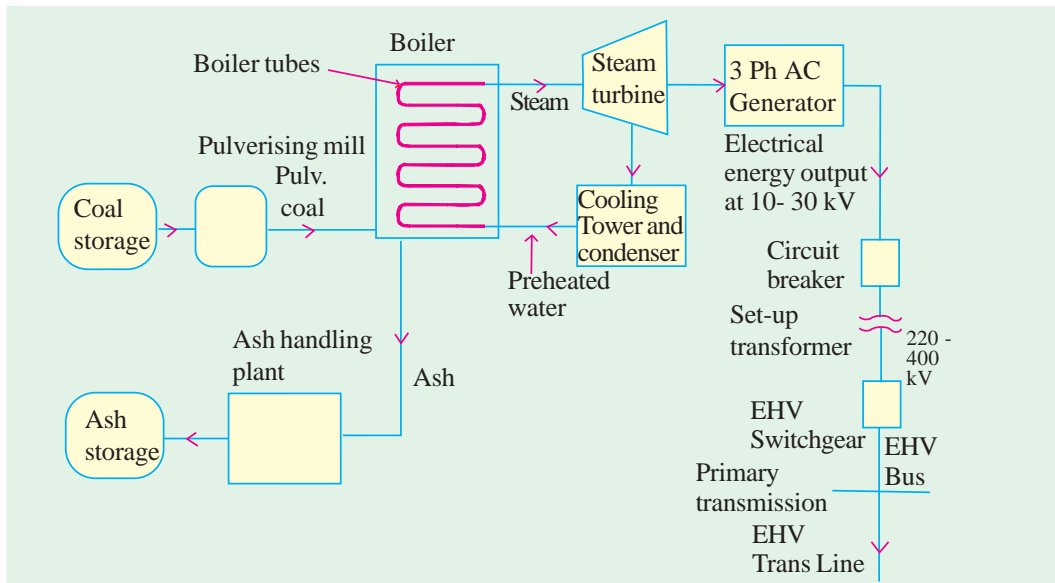 Boiler
Boiler tubes
Steam
Steam
turbine
3 Ph AC
Generator
Electrical
energy output
at 10- 30 kV
Pulverising mill
Pulv.
coal
Coal
storage
Cooling
Tower and
condenser
Preheated
water
Circuit
breaker
Set-up
transformer
220 -
400
kV
Ash handling
plant
Ash
Ash
storage
EHV
Switchgear
EHV
Bus
Primary
transmission
EHV
Trans Line